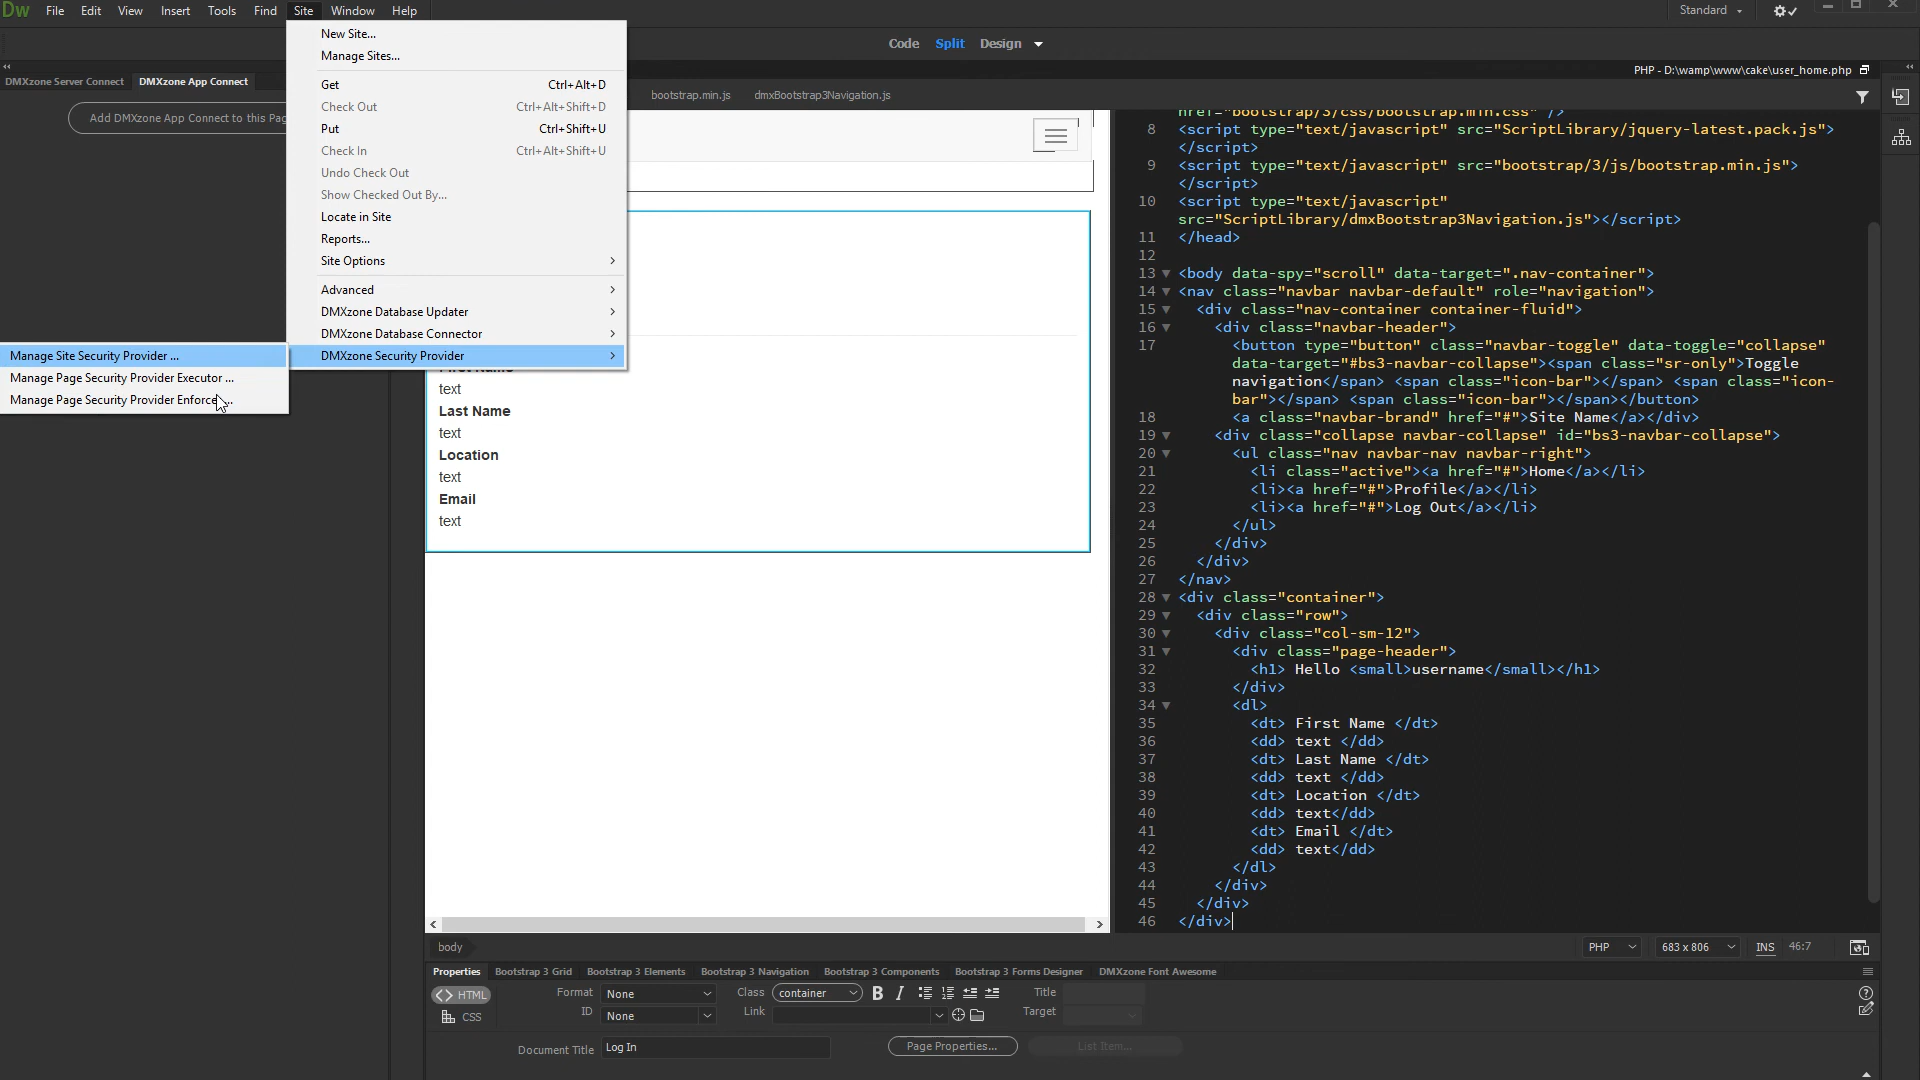 Dw File Edit View Insert Tools Find Site Window Help Standard
Code Split Design
DMXzone Server Connect DMXzone App Connect
PHP - D:\wamp\www\cake\user_home.php
bootstrap.min.js dmxBootstrap3Navigation.js
Add DMXzone App Connect to this Pag
New Site...
Manage Sites...
Get Ctrl+Alt+D
Check Out Ctrl+Alt+Shift+D
Put Ctrl+Shift+U
Check In Ctrl+Alt+Shift+U
Undo Check Out
Show Checked Out By...
Locate in Site
Reports...
Site Options
Advanced
DMXzone Database Updater
DMXzone Database Connector
DMXzone Security Provider
Manage Site Security Provider ...
Manage Page Security Provider Executor ...
Manage Page Security Provider Enforce
text
Last Name
text
Location
text
Email
text
href="bootstrap/3/css/bootstrap.min.css" />
8 <script type="text/javascript" src="ScriptLibrary/jquery-latest.pack.js">
</script>
9 <script type="text/javascript" src="bootstrap/3/js/bootstrap.min.js">
</script>
10 <script type="text/javascript"
src="ScriptLibrary/dmxBootstrap3Navigation.js"></script>
11 </head>
12
13 <body data-spy="scroll" data-target=".nav-container">
14 <nav class="navbar navbar-default" role="navigation">
15 <div class="nav-container container-fluid">
16 <div class="navbar-header">
17 <button type="button" class="navbar-toggle" data-toggle="collapse"
data-target="#bs3-navbar-collapse"><span class="sr-only">Toggle
navigation</span> <span class="icon-bar"></span> <span class="icon-
bar"></span> <span class="icon-bar"></span></button>
18 <a class="navbar-brand" href="#">Site Name</a></div>
19 <div class="collapse navbar-collapse" id="bs3-navbar-collapse">
20 <ul class="nav navbar-nav navbar-right">
21 <li class="active"><a href="#">Home</a></li>
22 <li><a href="#">Profile</a></li>
23 <li><a href="#">Log Out</a></li>
24 </ul>
25 </div>
26 </div>
27 </nav>
28 <div class="container">
29 <div class="row">
30 <div class="col-sm-12">
31 <div class="page-header">
32 <h1> Hello <small>username</small></h1>
33 </div>
34 <dl>
35 <dt> First Name </dt>
36 <dd> text </dd>
37 <dt> Last Name </dt>
38 <dd> text </dd>
39 <dt> Location </dt>
40 <dd> text</dd>
41 <dt> Email </dt>
42 <dd> text</dd>
43 </dl>
44 </div>
45 </div>
46 </div>
body PHP 683 x 806 INS 46:7
Properties Bootstrap 3 Grid Bootstrap 3 Elements Bootstrap 3 Navigation Bootstrap 3 Components Bootstrap 3 Forms Designer DMXzone Font Awesome
<> HTML Format None Class container B I Title
CSS ID None Link Target
Document Title Log In Page Properties... List Item...